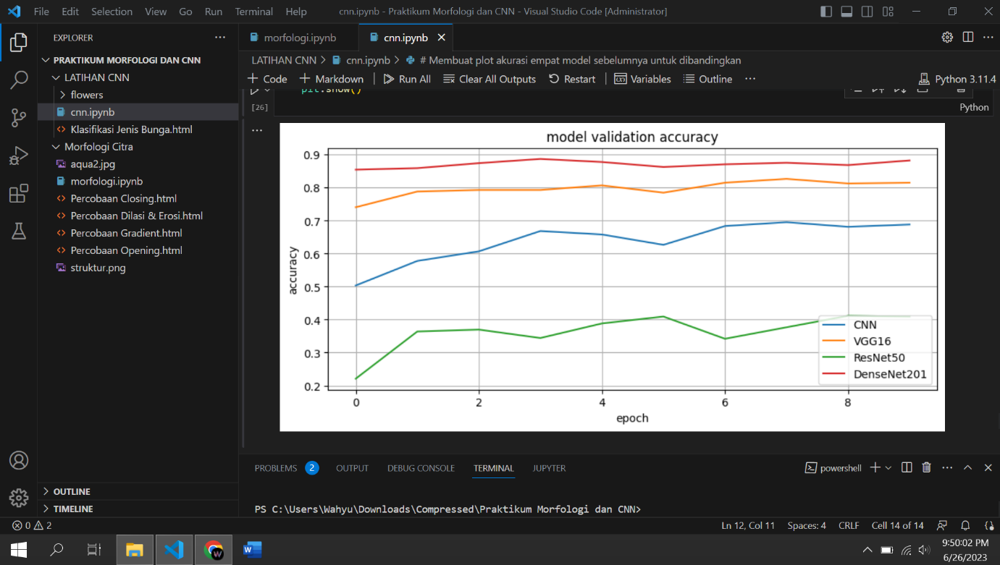 File Edit Selection View Go Run Terminal Help cnn.ipynb - Praktikum Morfologi dan CNN - Visual Studio Code [Administrator]
EXPLORER
PRAKTIKUM MORFOLOGI DAN CNN
LATIHAN CNN
flowers
cnn.ipynb
Klasifikasi Jenis Bunga.html
Morfologi Citra
aqua2.jpg
morfologi.ipynb
Percobaan Closing.html
Percobaan Dilasi & Erosi.html
Percobaan Gradient.html
Percobaan Opening.html
struktur.png
OUTLINE
TIMELINE
morfologi.ipynb cnn.ipynb
LATIHAN CNN > cnn.ipynb > # Membuat plot akurasi empat model sebelumnya untuk dibandingkan
Code Markdown Run All Clear All Outputs Restart Variables Outline Python 3.11.4
plt.show()
[26] Python
model validation accuracy
accuracy
0.9
0.8
0.7
0.6
0.5
0.4
0.3
0.2
CNN
VGG16
ResNet50
DenseNet201
0 2 4 6 8
epoch
PROBLEMS 2 OUTPUT DEBUG CONSOLE TERMINAL JUPYTER powershell
PS C:\Users\Wahyu\Downloads\Compressed\Praktikum Morfologi dan CNN>
0 2 Ln 12, Col 11 Spaces: 4 CRLF Cell 14 of 14
9:50:02 PM
6/26/2023